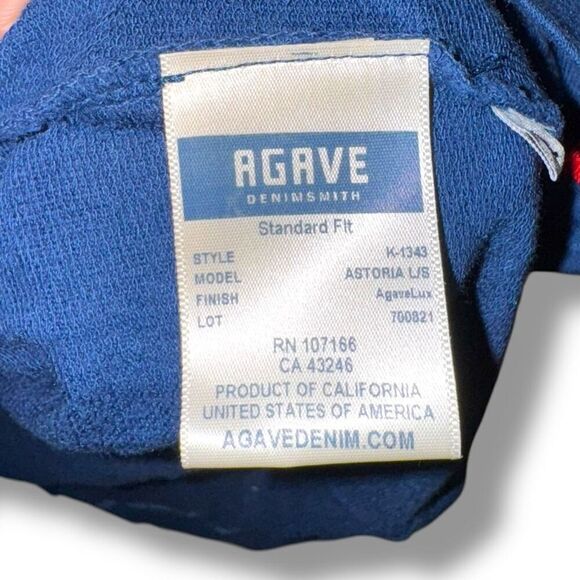 AGAVE
DENIMSMITH
Standard Fit
STYLE K-1343
MODEL ASTORIA L/S
FINISH AgaveLux
LOT 700821
RN 107166
CA 43246
PRODUCT OF CALIFORNIA
UNITED STATES OF AMERICA
AGAVEDENIM.COM